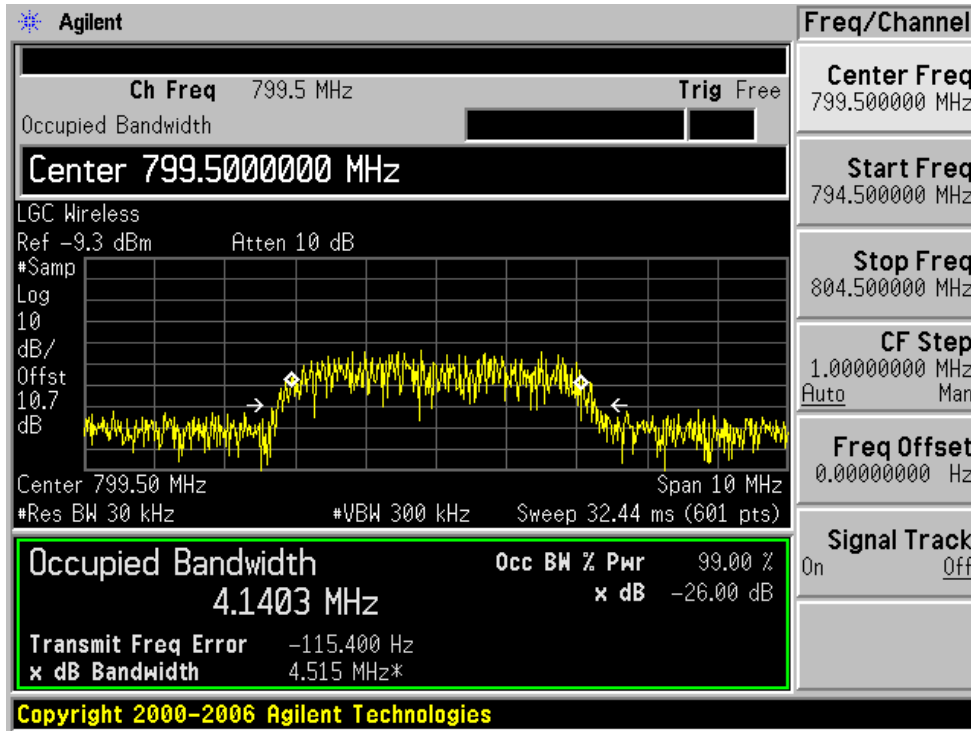 Agilent
Freq/Channel
Ch Freq 799.5 MHz Trig Free
Occupied Bandwidth
Center 799.5000000 MHz
LGC Wireless
Ref -9.3 dBm Atten 10 dB
#Samp
Log
10
dB/
Offst
10.7
dB
Center 799.50 MHz Span 10 MHz
#Res BW 30 kHz #VBW 300 kHz Sweep 32.44 ms (601 pts)
Occupied Bandwidth
4.1403 MHz
Occ BW % Pwr 99.00 %
x dB -26.00 dB
Transmit Freq Error -115.400 Hz
x dB Bandwidth 4.515 MHz*
Copyright 2000-2006 Agilent Technologies
Center Freq
799.500000 MHz
Start Freq
794.500000 MHz
Stop Freq
804.500000 MHz
CF Step
1.00000000 MHz
Auto Man
Freq Offset
0.00000000 Hz
Signal Track
On Off